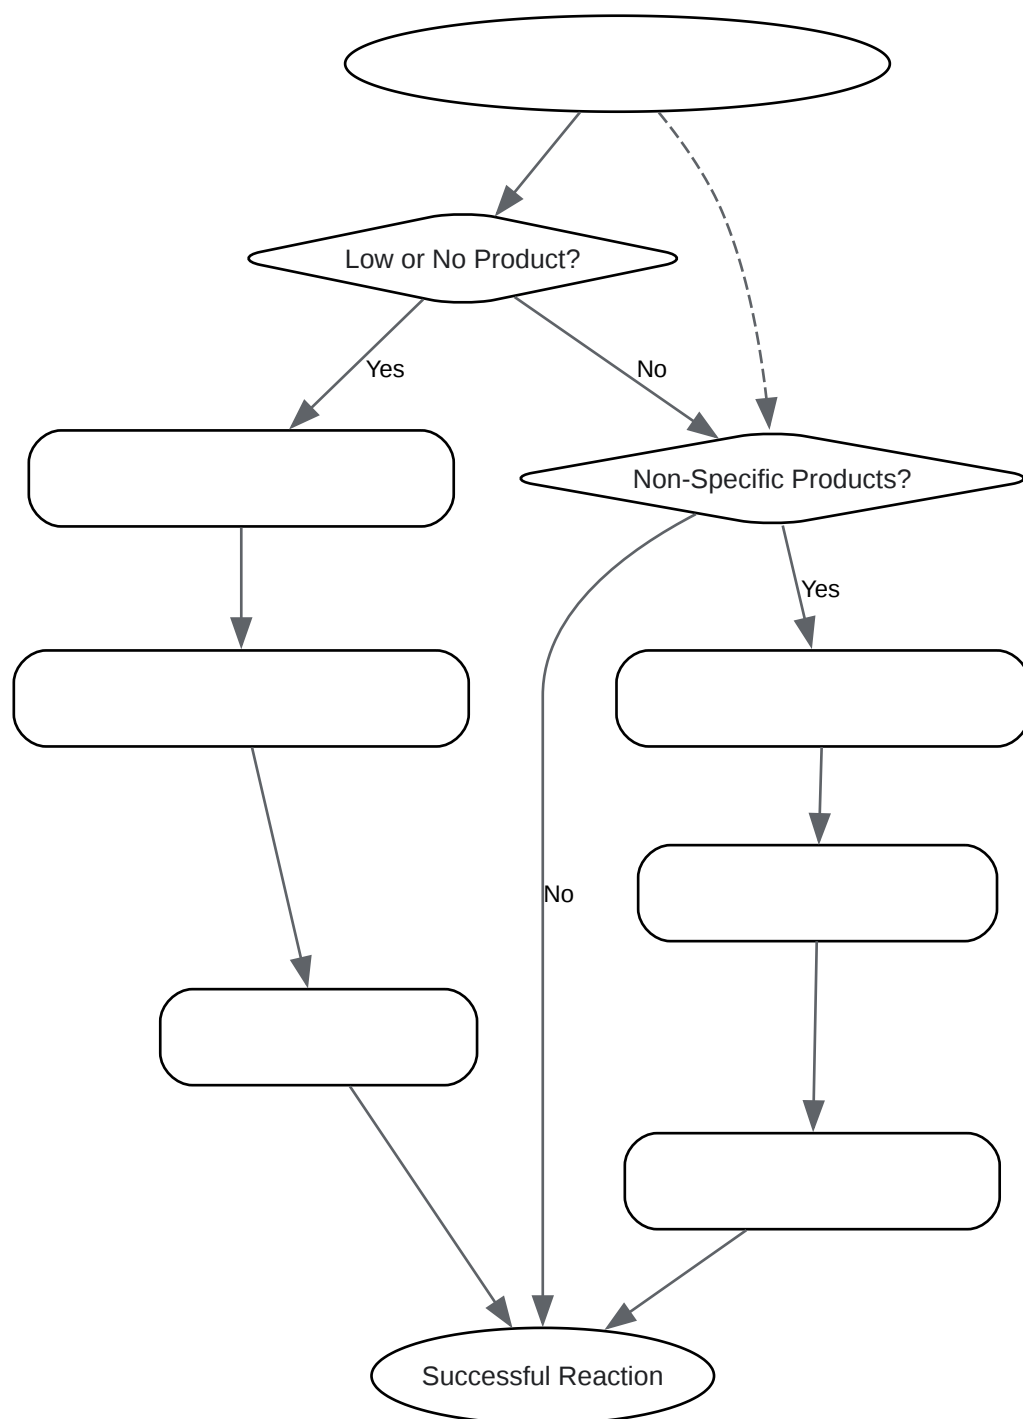 Low or No Product?
Yes
No
Non-Specific Products?
Yes
No
Successful Reaction